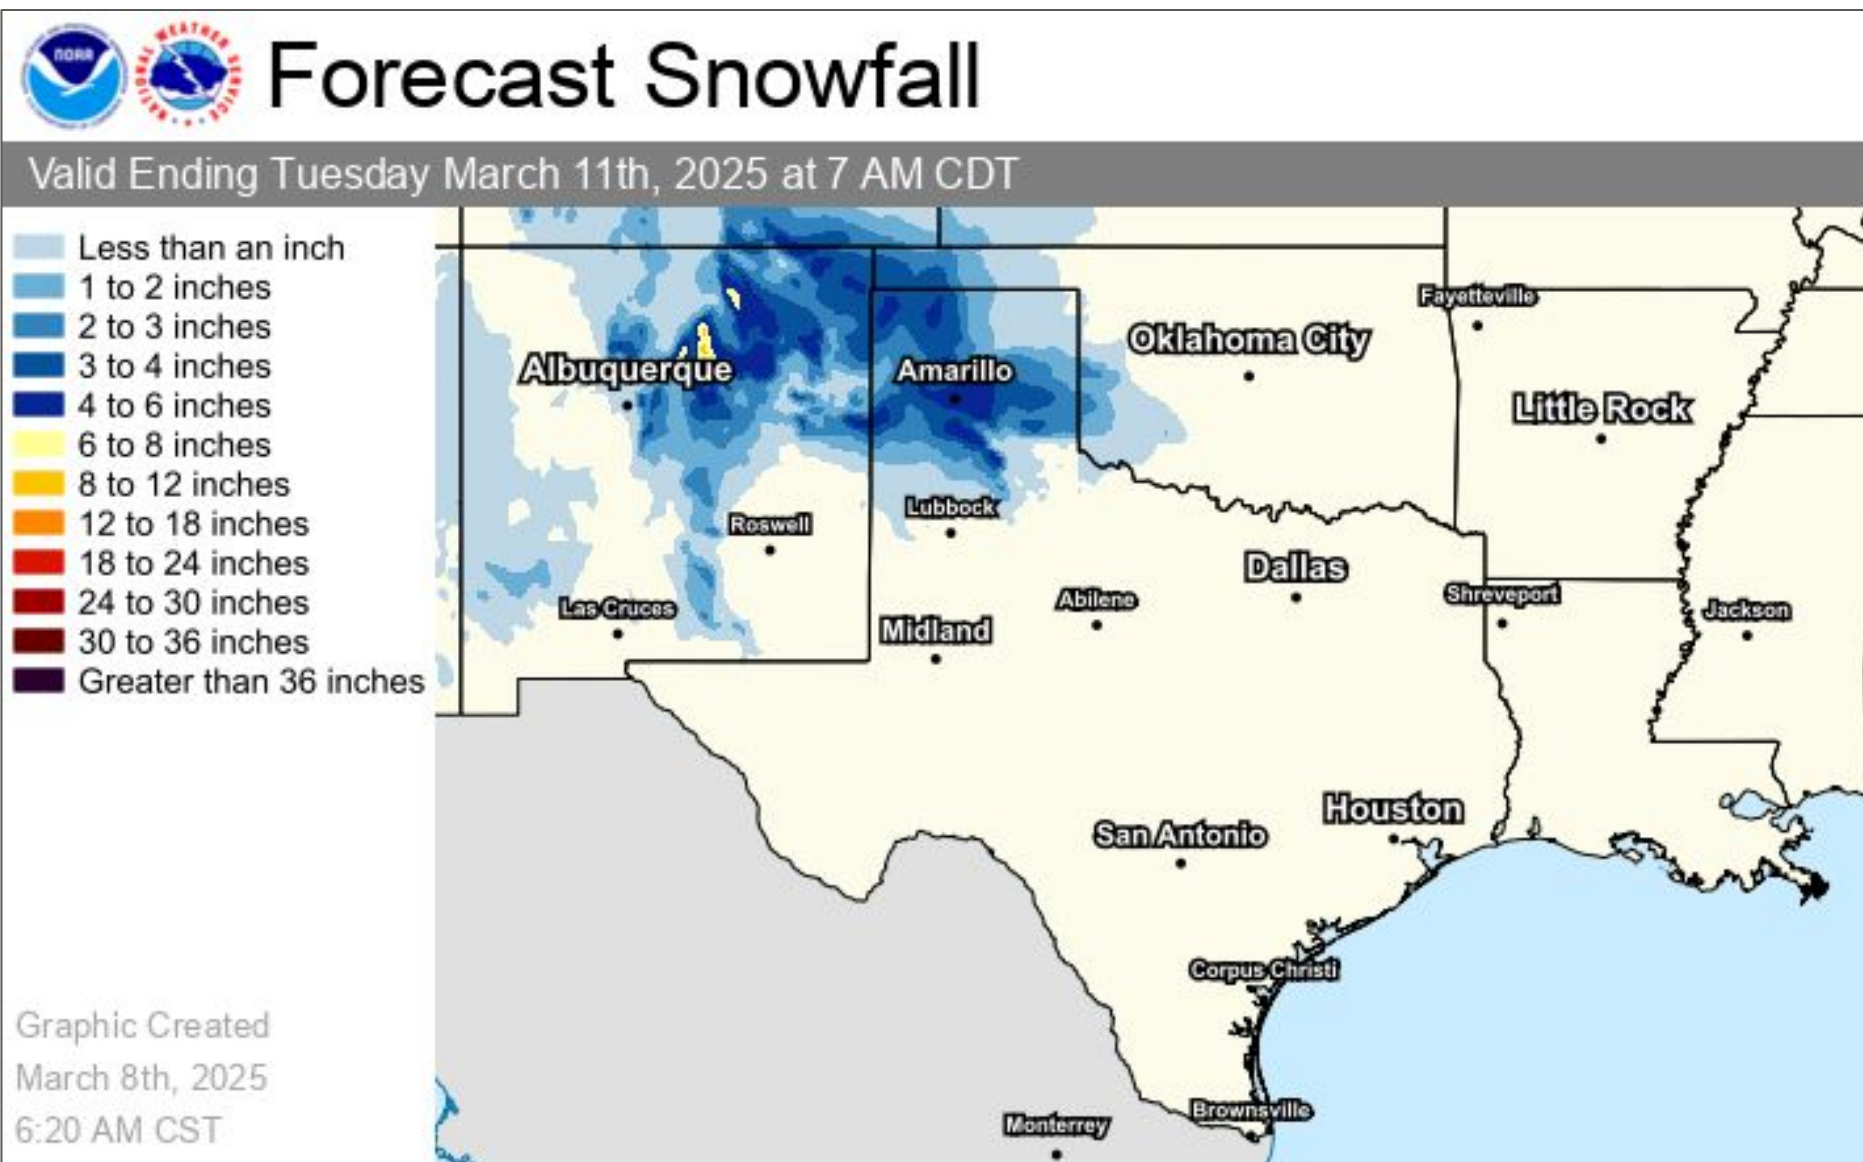 NOAA
NATIONAL WEATHER SERVICE
Forecast Snowfall
Valid Ending Tuesday March 11th, 2025 at 7 AM CDT
Less than an inch
1 to 2 inches
2 to 3 inches
3 to 4 inches
4 to 6 inches
6 to 8 inches
8 to 12 inches
12 to 18 inches
18 to 24 inches
24 to 30 inches
30 to 36 inches
Greater than 36 inches
Graphic Created
March 8th, 2025
6:20 AM CST
Fayetteville
Oklahoma City
Albuquerque
Amarillo
Little Rock
Roswell
Lubbock
Dallas
Las Cruces
Abilene
Shreveport
Jackson
Midland
San Antonio
Houston
Corpus Christi
Monterrey
Brownsville